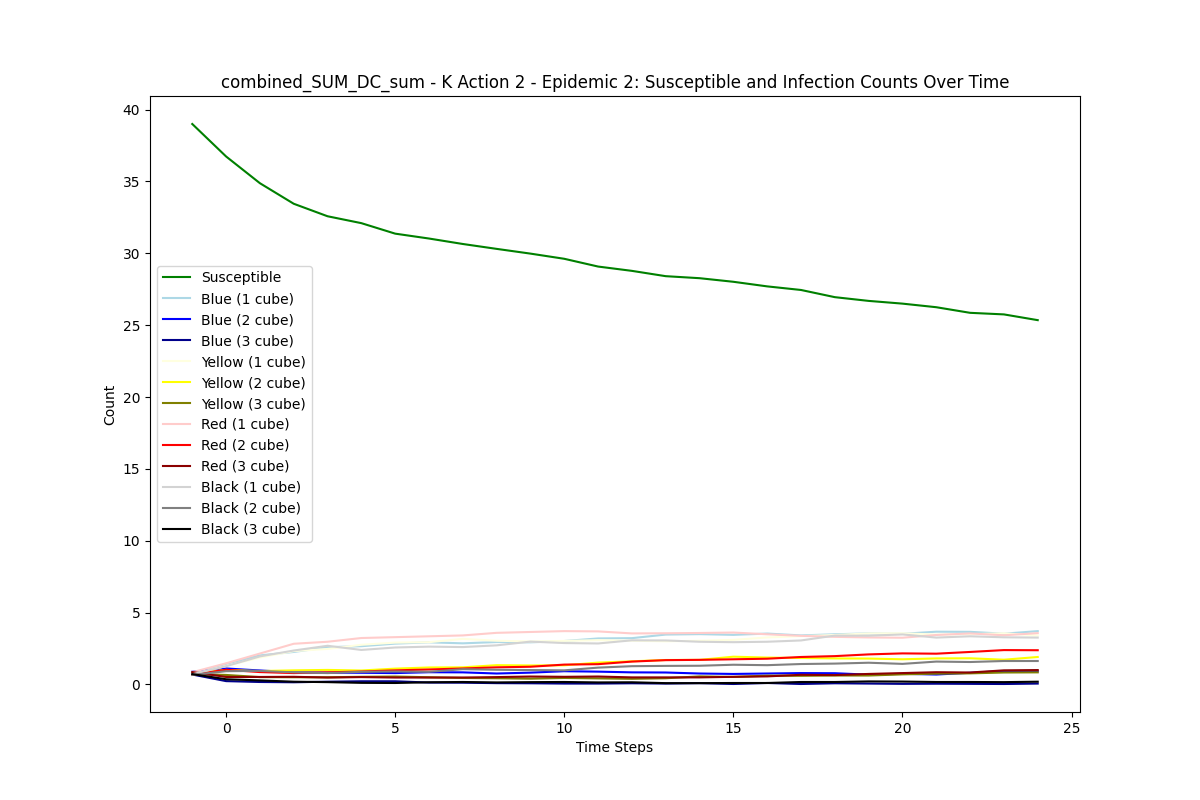 combined_SUM_DC_sum - K Action 2 - Epidemic 2: Susceptible and Infection Counts Over Time
40
35
30
25
20
15
10
5
0
Count
Susceptible
Blue (1 cube)
Blue (2 cube)
Blue (3 cube)
Yellow (1 cube)
Yellow (2 cube)
Yellow (3 cube)
Red (1 cube)
Red (2 cube)
Red (3 cube)
Black (1 cube)
Black (2 cube)
Black (3 cube)
0 5 10 15 20 25
Time Steps